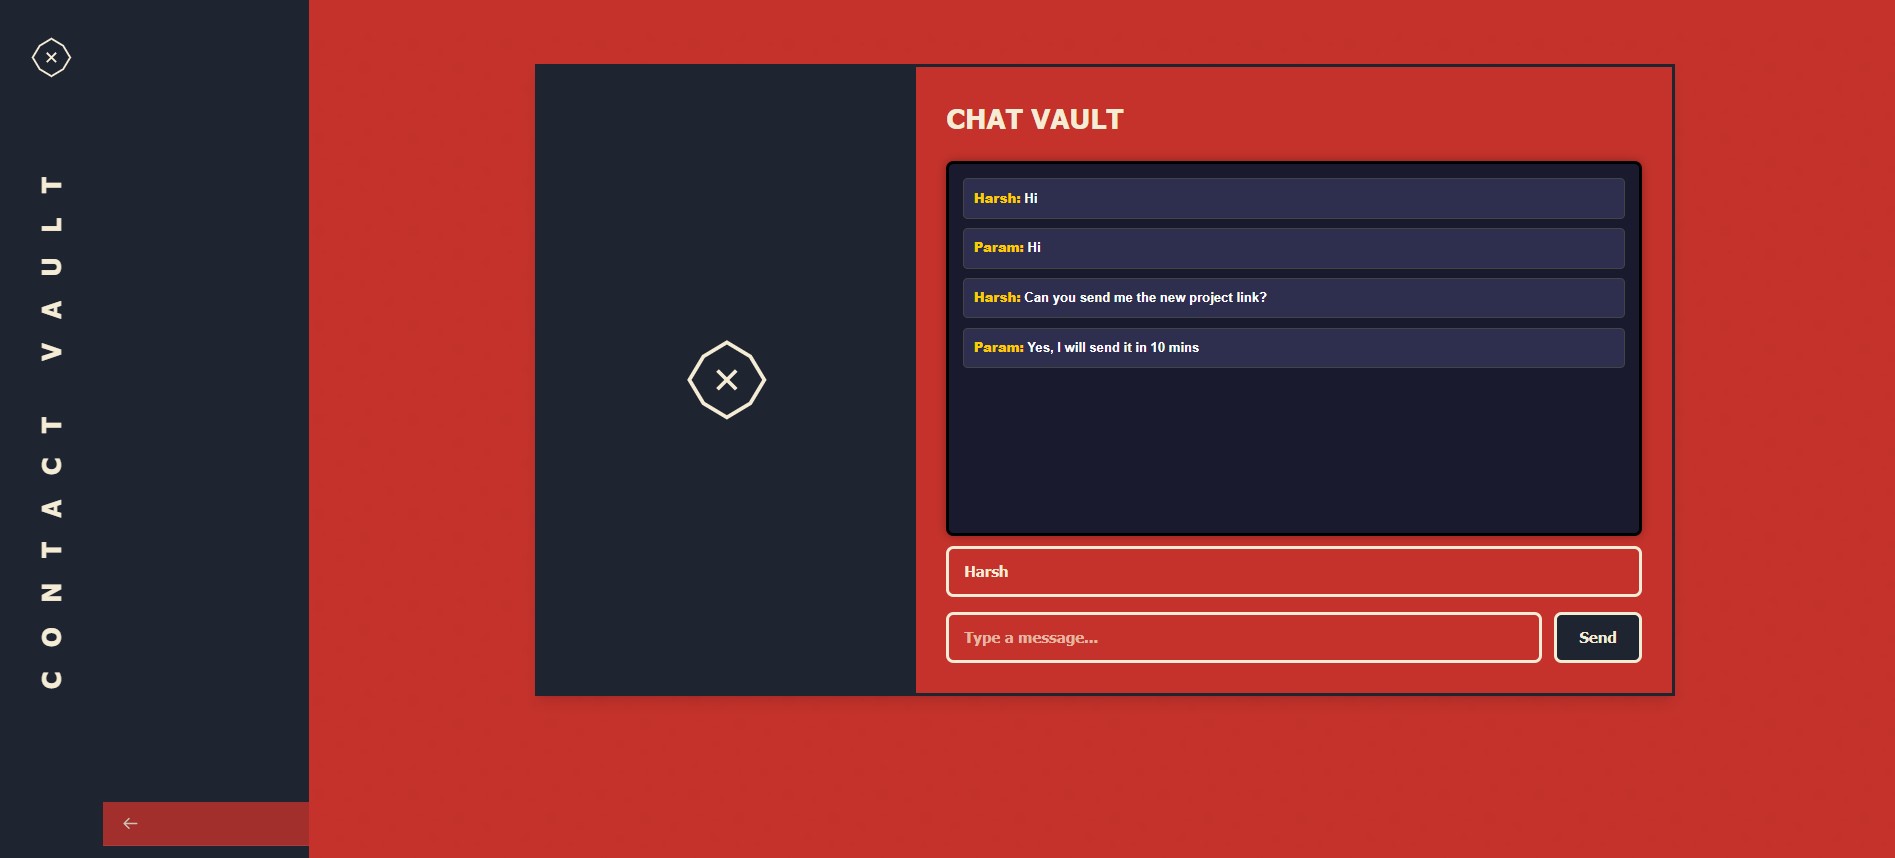 CONTACT VAULT
CHAT VAULT
Harsh: Hi
Param: Hi
Harsh: Can you send me the new project link?
Param: Yes, I will send it in 10 mins
Harsh
Type a message...
Send